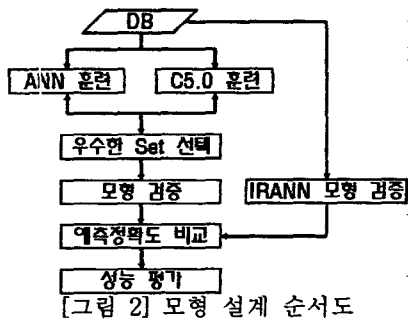 DB
ANN 훈련
C5.0 훈련
우수한 Set 선택
모형 검증
IRANN 모형 검증
예측정확도 비교
성능 평가
[그림 2] 모형 설계 순서도